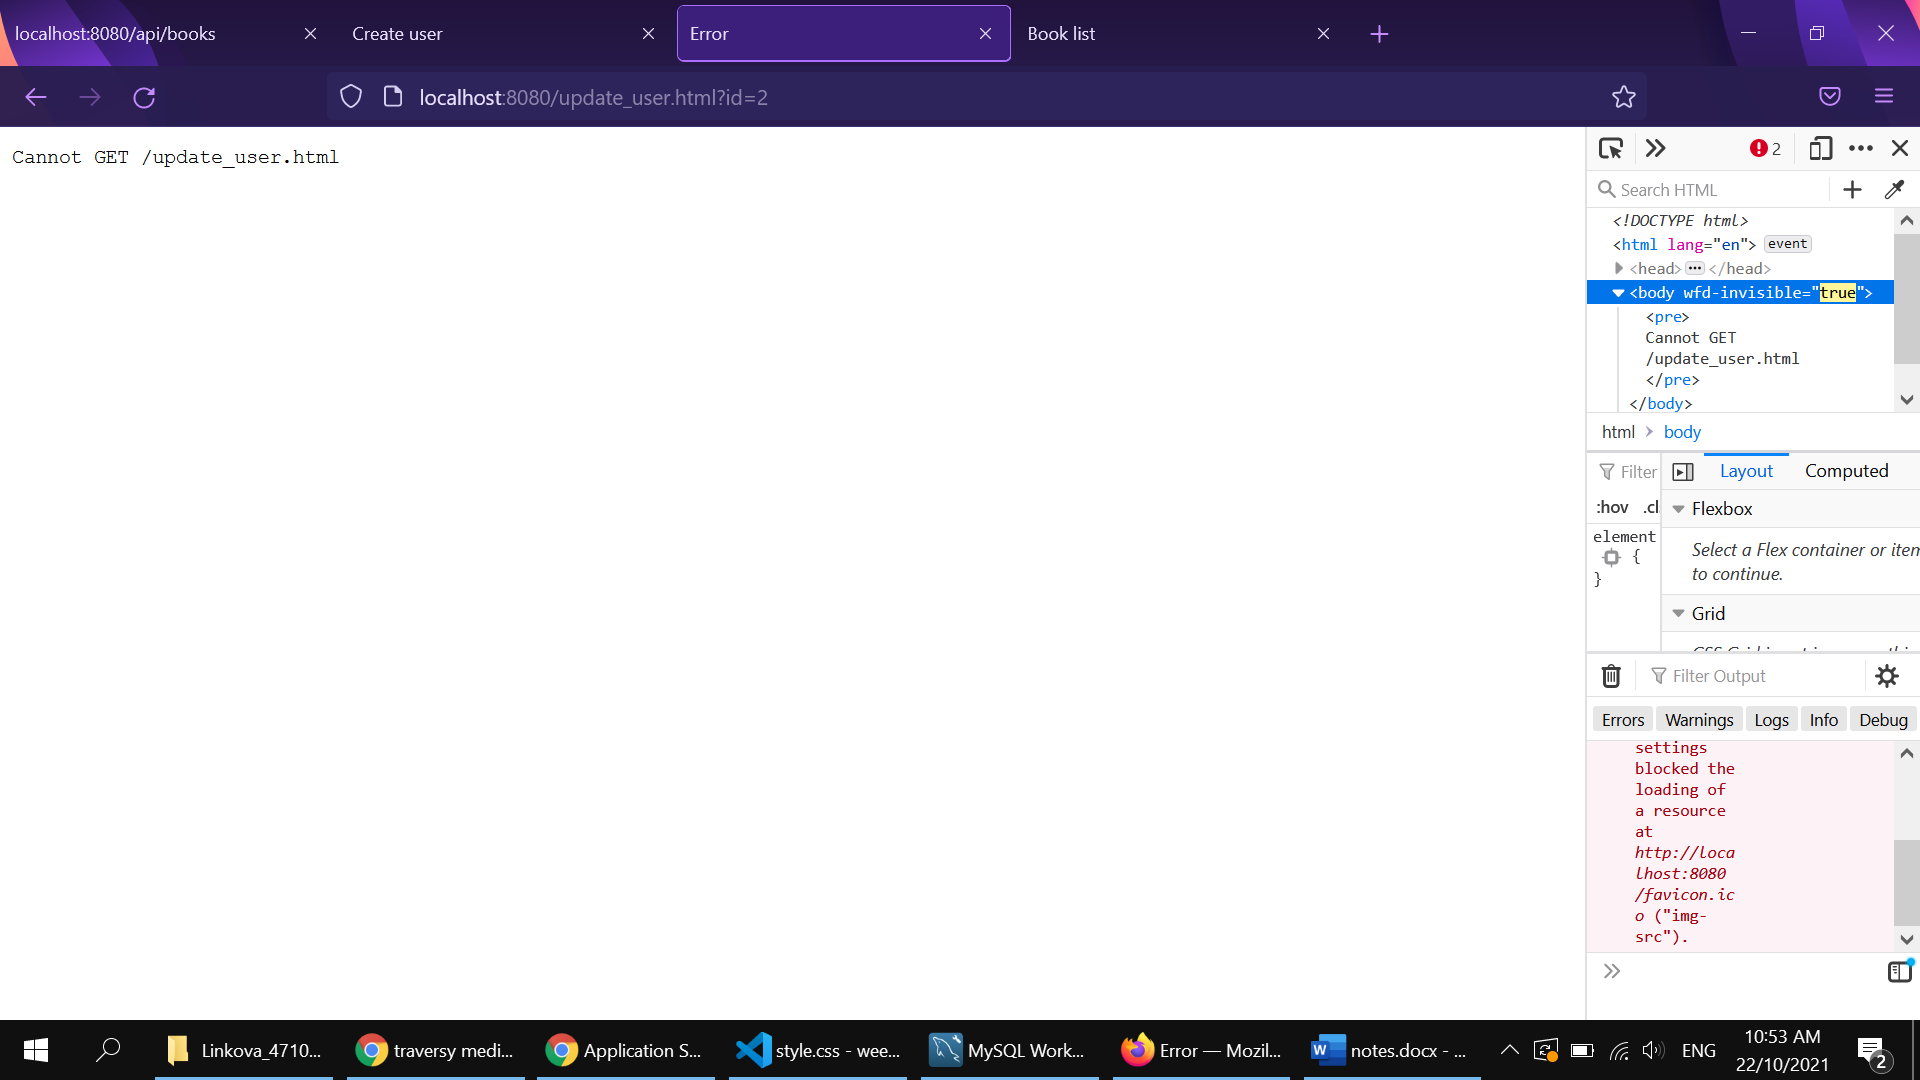 localhost:8080/api/books
Create user
Error
Book list
localhost:8080/update_user.html?id=2
Cannot GET /update_user.html
2
Search HTML
<!DOCTYPE html>
<html lang="en"> event
<head> ••• </head>
<body wfd-invisible="true">
<pre>
Cannot GET
/update_user.html
</pre>
</body>
html
body
Filter
Layout
Computed
:hov
.cl
Flexbox
element
{
}
Select a Flex container or item
to continue.
Grid
Filter Output
Errors
Warnings
Logs
Info
Debug
settings
blocked the
loading of
a resource
at
http://loca
lhost:8080
/favicon.ic
o ("img-
src").
Linkova_4710...
traversy medi...
Application S...
style.css - wee...
MySQL Work...
Error — Mozil...
notes.docx - ...
ENG
10:53 AM
22/10/2021
2